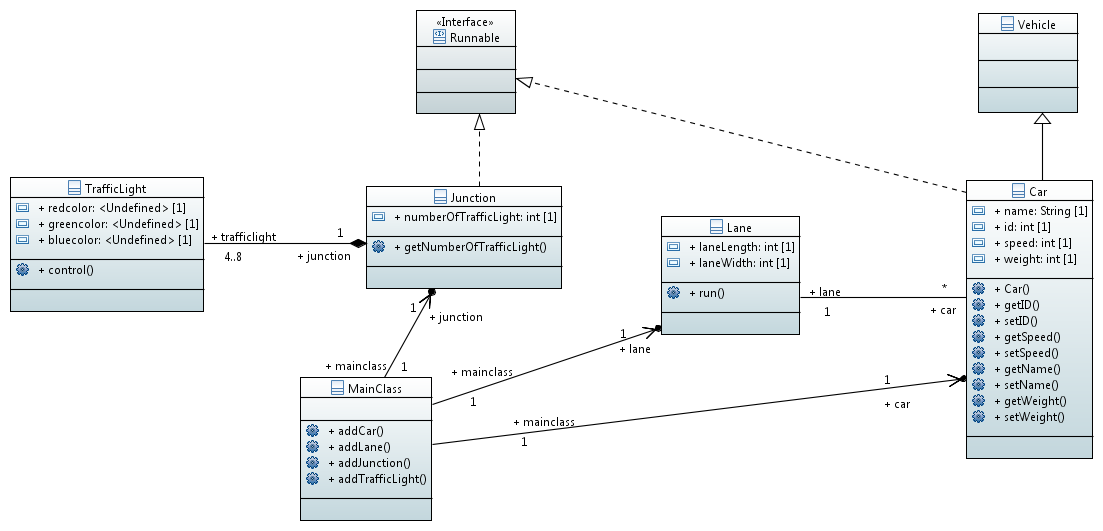 «Interface»
Runnable
Vehicle
TrafficLight
+ redcolor: <Undefined> [1]
+ greencolor: <Undefined> [1]
+ bluecolor: <Undefined> [1]
+ control()
+ trafficlight
4..8
1
+ junction
Junction
+ numberOfTrafficLight: int [1]
+ getNumberOfTrafficLight()
Lane
+ laneLength: int [1]
+ laneWidth: int [1]
+ run()
+ lane
1
*
+ car
Car
+ name: String [1]
+ id: int [1]
+ speed: int [1]
+ weight: int [1]
+ Car()
+ getID()
+ setID()
+ getSpeed()
+ setSpeed()
+ getName()
+ setName()
+ getWeight()
+ setWeight()
1
+ junction
+ mainclass
1
1
+ lane
+ mainclass
1
1
+ car
+ mainclass
1
MainClass
+ addCar()
+ addLane()
+ addJunction()
+ addTrafficLight()